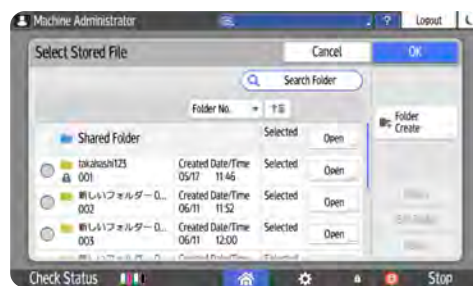 Machine Administrator
? Logout
Select Stored File
Cancel
OK
Search Folder
Folder No.
Folder
Create
Shared Folder
Selected
Open
takahashi123
001
Created Date/Time
05/17 11:46
Selected
Open
新しいフォルダー0...
002
Created Date/Time
06/11 11:52
Selected
Open
新しいフォルダー0...
003
Created Date/Time
06/11 12:00
Selected
Open
Check Status
Stop